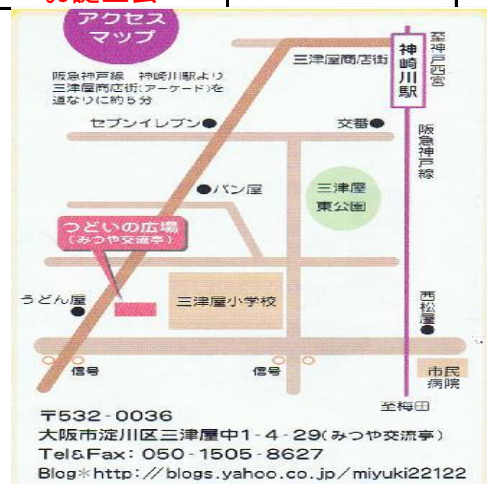 お誕生会
アクセス
マップ
阪急神戸線 神崎川駅より
三津屋商店街(アーケード)を
道なりに約5分
三津屋商店街
神崎川駅
至神戸西宮
セブンイレブン
交番
阪急神戸線
パン屋
三津屋
東公園
つどいの広場
(みつや交流亭)
うどん屋
三津屋小学校
西松屋
信号
信号
市民
病院
至梅田
〒532-0036
大阪市淀川区三津屋中1-4-29(みつや交流亭)
Tel&Fax: 050-1505-8627
Blog*http://blogs.yahoo.co.jp/miyuki22122